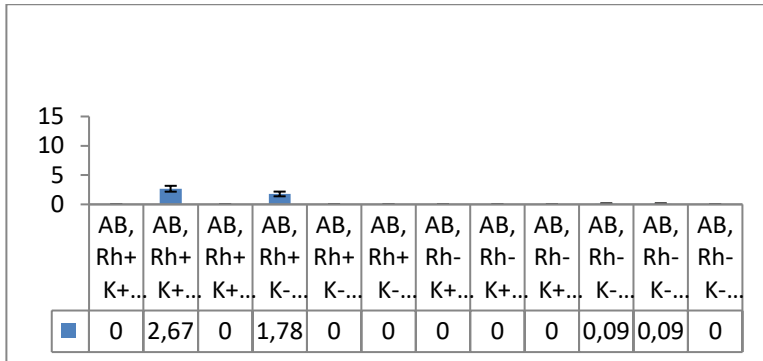 15
10
5
0
AB, AB, AB, AB, AB, AB, AB, AB, AB, AB, AB, AB,
Rh+ Rh+ Rh+ Rh+ Rh+ Rh+ Rh- Rh- Rh- Rh- Rh- Rh-
K+... K+... K+... K-... K-... K-... K+... K+... K+... K-... K-... K-...
0 2,67 0 1,78 0 0 0 0 0 0,09 0,09 0